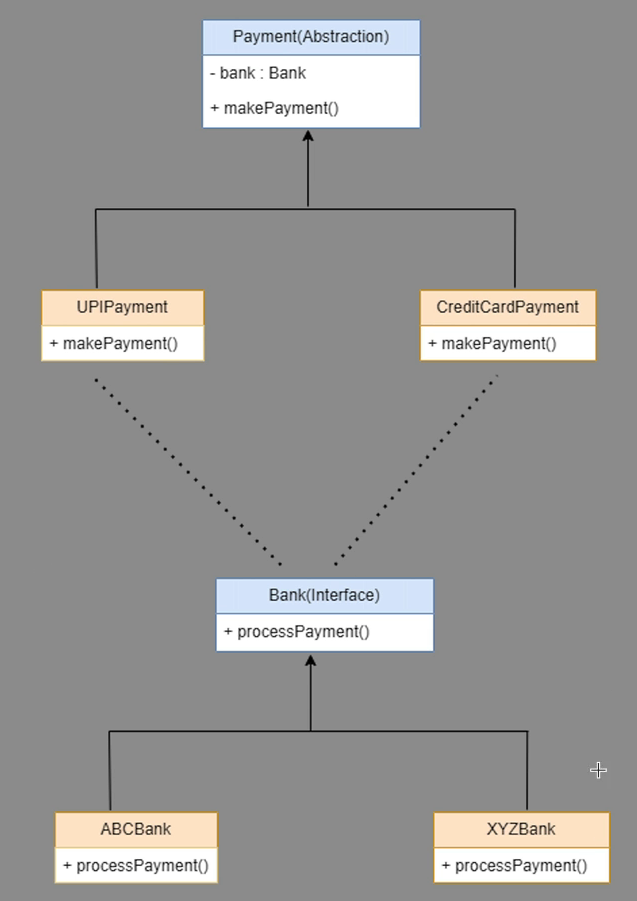 Payment(Abstraction)
- bank : Bank
+ makePayment()
UPIPayment
+ makePayment()
CreditCardPayment
+ makePayment()
Bank(Interface)
+ processPayment()
ABCBank
+ processPayment()
XYZBank
+ processPayment()